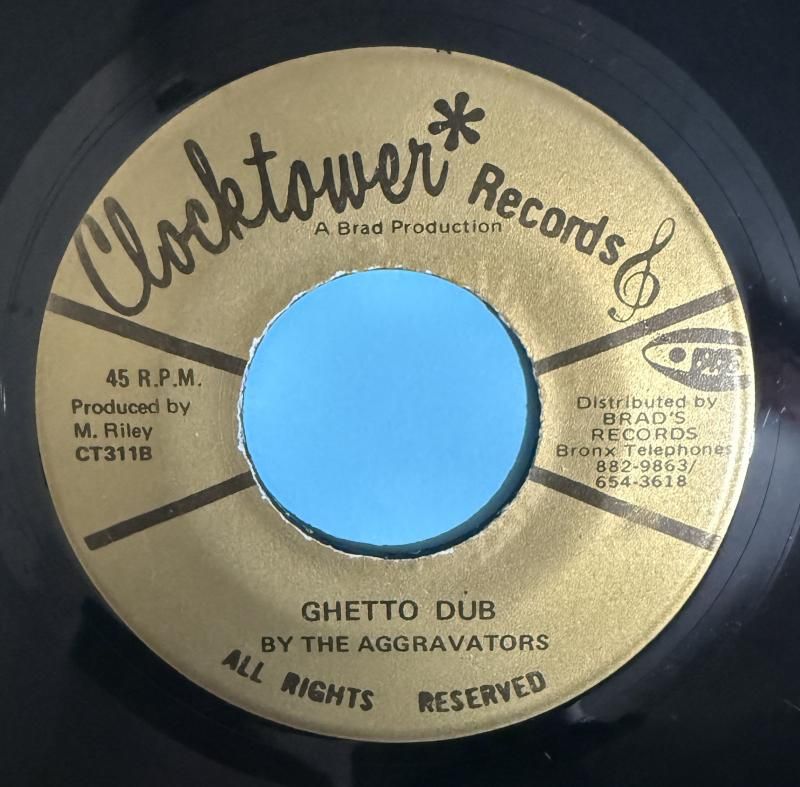 Clocktower* Records
A Brad Production
45 R.P.M.
Produced by
M. Riley
CT311B
Distributed by
BRAD'S
RECORDS
Bronx Telephones
882-9863/
654-3618
GHETTO DUB
BY THE AGGRAVATORS
ALL RIGHTS RESERVED